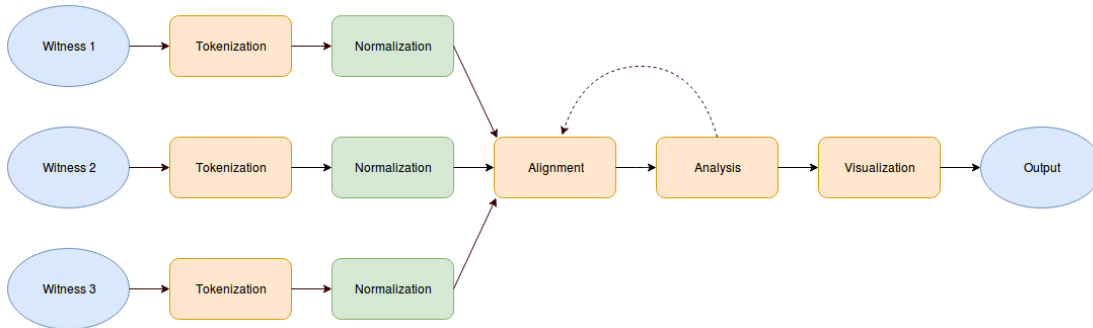 Witness 1
Tokenization
Normalization
Witness 2
Tokenization
Normalization
Alignment
Analysis
Visualization
Output
Witness 3
Tokenization
Normalization